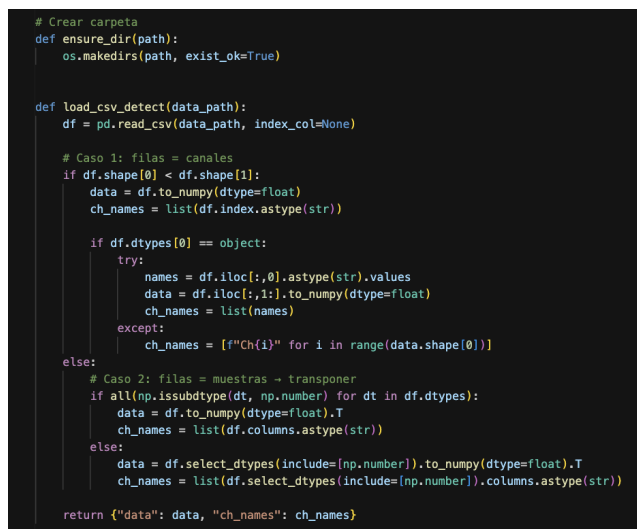 # Crear carpeta
def ensure_dir(path):
    os.makedirs(path, exist_ok=True)

def load_csv_detect(data_path):
    df = pd.read_csv(data_path, index_col=None)

    # Caso 1: filas = canales
    if df.shape[0] < df.shape[1]:
        data = df.to_numpy(dtype=float)
        ch_names = list(df.index.astype(str))

        if df.dtypes[0] == object:
            try:
                names = df.iloc[:,0].astype(str).values
                data = df.iloc[:,1:].to_numpy(dtype=float)
                ch_names = list(names)
            except:
                ch_names = [f"Ch{i}" for i in range(data.shape[0])]
    else:
        # Caso 2: filas = muestras → transponer
        if all(np.issubdtype(dt, np.number) for dt in df.dtypes):
            data = df.to_numpy(dtype=float).T
            ch_names = list(df.columns.astype(str))
        else:
            data = df.select_dtypes(include=[np.number]).to_numpy(dtype=float).T
            ch_names = list(df.select_dtypes(include=[np.number]).columns.astype(str))

    return {"data": data, "ch_names": ch_names}